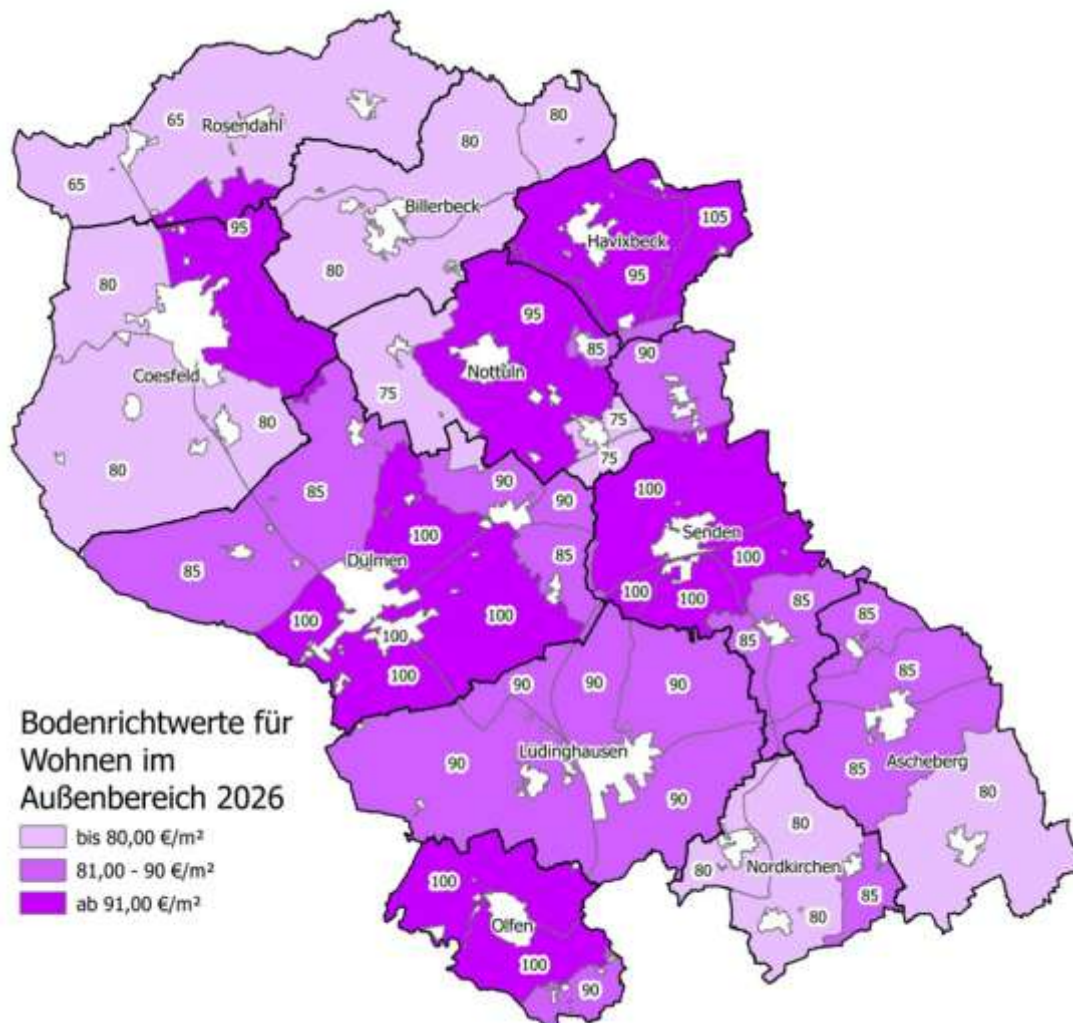 80
65
Rosendahl
80
65
Billerbeck
105
95
Havixbeck
80
95
80
95
85
90
Coesfeld
Nottuln
75
75
80
75
80
90
100
90
85
100
Senden
Dülmen
85
100
85
100
100
100
100
100
85
100
85
85
100
90
90
90
85
Bodenrichtwerte für
Wohnen im
Außenbereich 2026
bis 80,00 €/m²
81,00 - 90 €/m²
ab 91,00 €/m²
Lüdinghausen
90
85
Ascheberg
90
80
80
Nordkirchen
80
100
85
80
Olfen
100
90